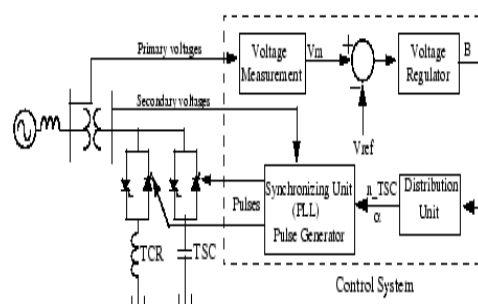 Primary voltages
Voltage
Measurement
Vm
+
−
Voltage
Regulator
B
Secondary voltages
Vref
Synchronizing Unit
(PLL)
Pulse Generator
n_TSC
α
Distribution
Unit
Pulses
TCR
TSC
Control System